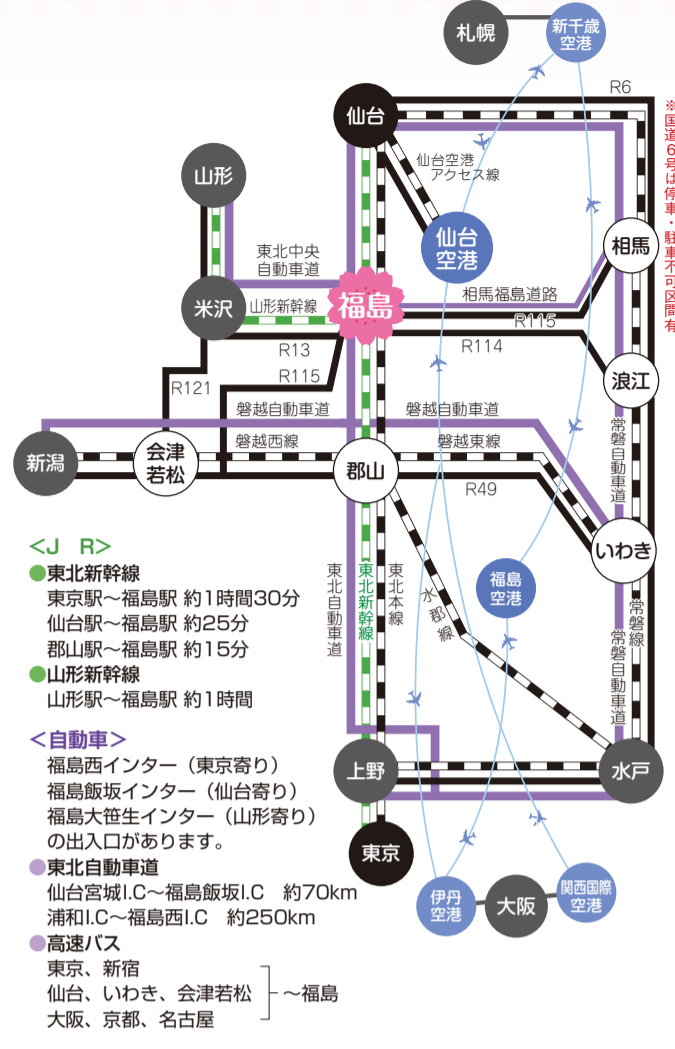 札幌
新千歳
空港
R6
仙台
※国道6号は停車・駐車不可区間有
仙台空港
アクセス線
山形
仙台
空港
相馬
東北中央
自動車道
福島
相馬福島道路
米沢
山形新幹線
R115
R13
R114
R115
R121
浪江
磐越自動車道
磐越自動車道
常磐自動車道
新潟
会津
若松
磐越西線
郡山
磐越東線
R49
いわき
<J R>
●東北新幹線
東京駅～福島駅 約1時間30分
仙台駅～福島駅 約25分
郡山駅～福島駅 約15分
●山形新幹線
山形駅～福島駅 約1時間
東北自動車道
東北新幹線
東北本線
水郡線
福島
空港
常磐線
常磐自動車道
<自動車>
福島西インター（東京寄り）
福島飯坂インター（仙台寄り）
福島大笹生インター（山形寄り）
の出入口があります。
●東北自動車道
仙台宮城I.C～福島飯坂I.C 約70km
浦和I.C～福島西I.C 約250km
●高速バス
東京、新宿
仙台、いわき、会津若松
～福島
大阪、京都、名古屋
上野
水戸
東京
伊丹
空港
大阪
関西国際
空港